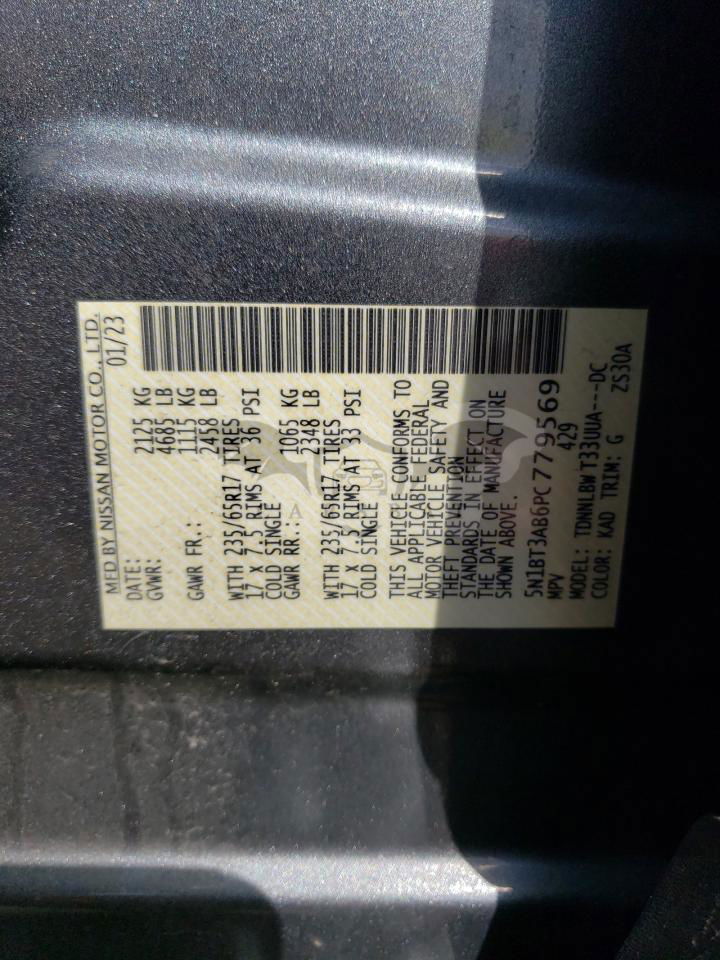 MFD BY NISSAN MOTOR CO., LTD.
DATE: 01/23
GVWR: 2125 KG
4685 LB
GAWR FR.: 1115 KG
2458 LB
WITH 235/65R17 TIRES
17 X 7.5 RIMS AT 36 PSI
COLD SINGLE
GAWR RR.: 1065 KG
2348 LB
WITH 235/65R17 TIRES
17 X 7.5 RIMS AT 33 PSI
COLD SINGLE
THIS VEHICLE CONFORMS TO
ALL APPLICABLE FEDERAL
MOTOR VEHICLE SAFETY AND
THEFT PREVENTION
STANDARDS IN EFFECT ON
THE DATE OF MANUFACTURE
SHOWN ABOVE.
5N1BT3AB6PC779569
MPV 429
MODEL: TDNNLBW T33UUA---DC
COLOR: KAD TRIM: G ZS30A